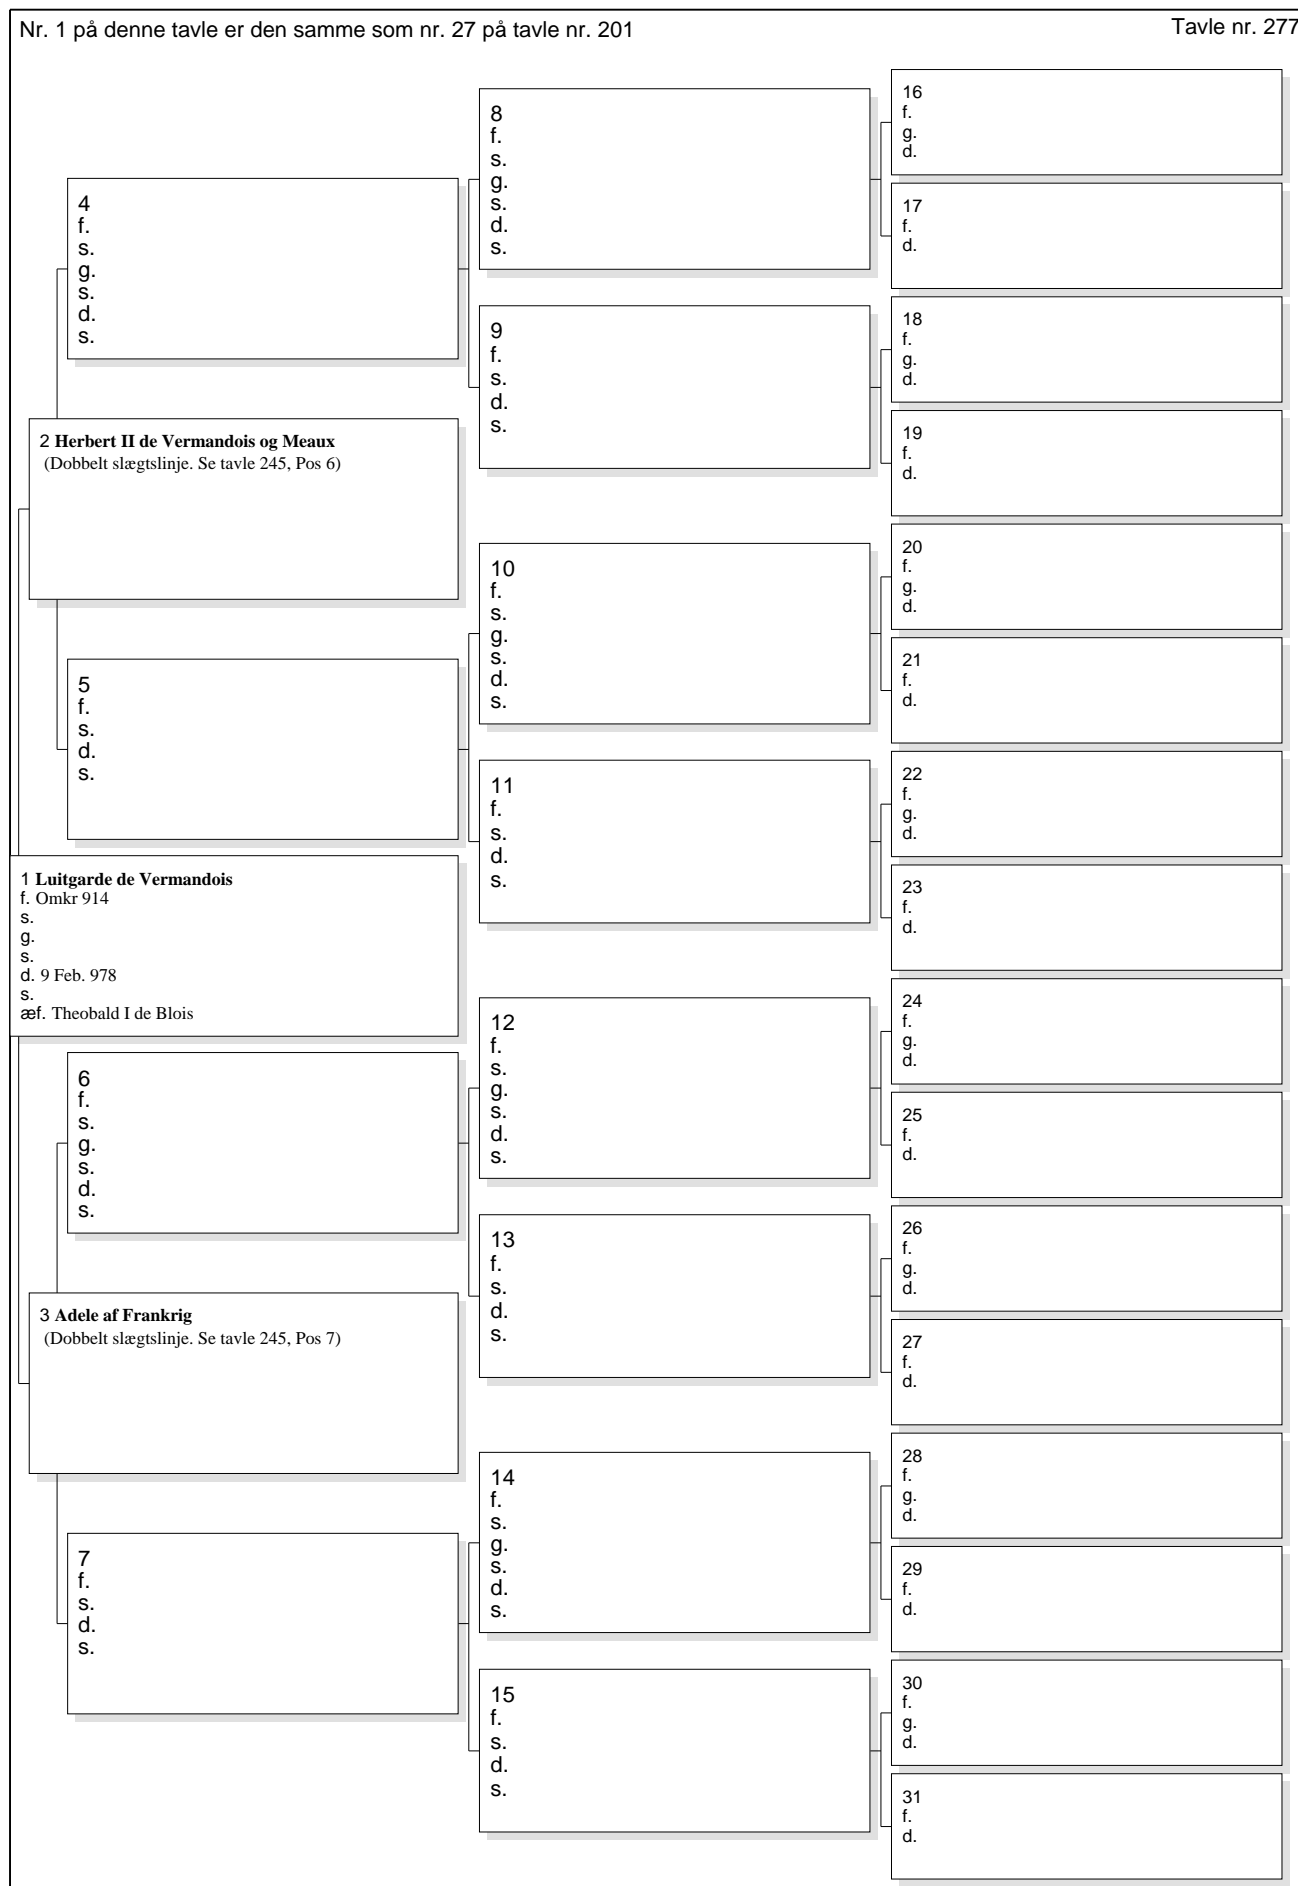 Nr. 1 på denne tavle er den samme som nr. 27 på tavle nr. 201
Tavle nr. 277
4
f.
s.
g.
s.
d.
s.
2 Herbert II de Vermandois og Meaux
(Dobbelt slægtslinje. Se tavle 245, Pos 6)
5
f.
s.
d.
s.
1 Luitgarde de Vermandois
f. Omkr 914
s.
g.
s.
d. 9 Feb. 978
s.
æf. Theobald I de Blois
6
f.
s.
g.
s.
d.
s.
3 Adele af Frankrig
(Dobbelt slægtslinje. Se tavle 245, Pos 7)
7
f.
s.
d.
s.
8
f.
s.
g.
s.
d.
s.
9
f.
s.
d.
s.
10
f.
s.
g.
s.
d.
s.
11
f.
s.
d.
s.
12
f.
s.
g.
s.
d.
s.
13
f.
s.
d.
s.
14
f.
s.
g.
s.
d.
s.
15
f.
s.
d.
s.
16
f.
g.
d.
17
f.
d.
18
f.
g.
d.
19
f.
d.
20
f.
g.
d.
21
f.
d.
22
f.
g.
d.
23
f.
d.
24
f.
g.
d.
25
f.
d.
26
f.
g.
d.
27
f.
d.
28
f.
g.
d.
29
f.
d.
30
f.
g.
d.
31
f.
d.